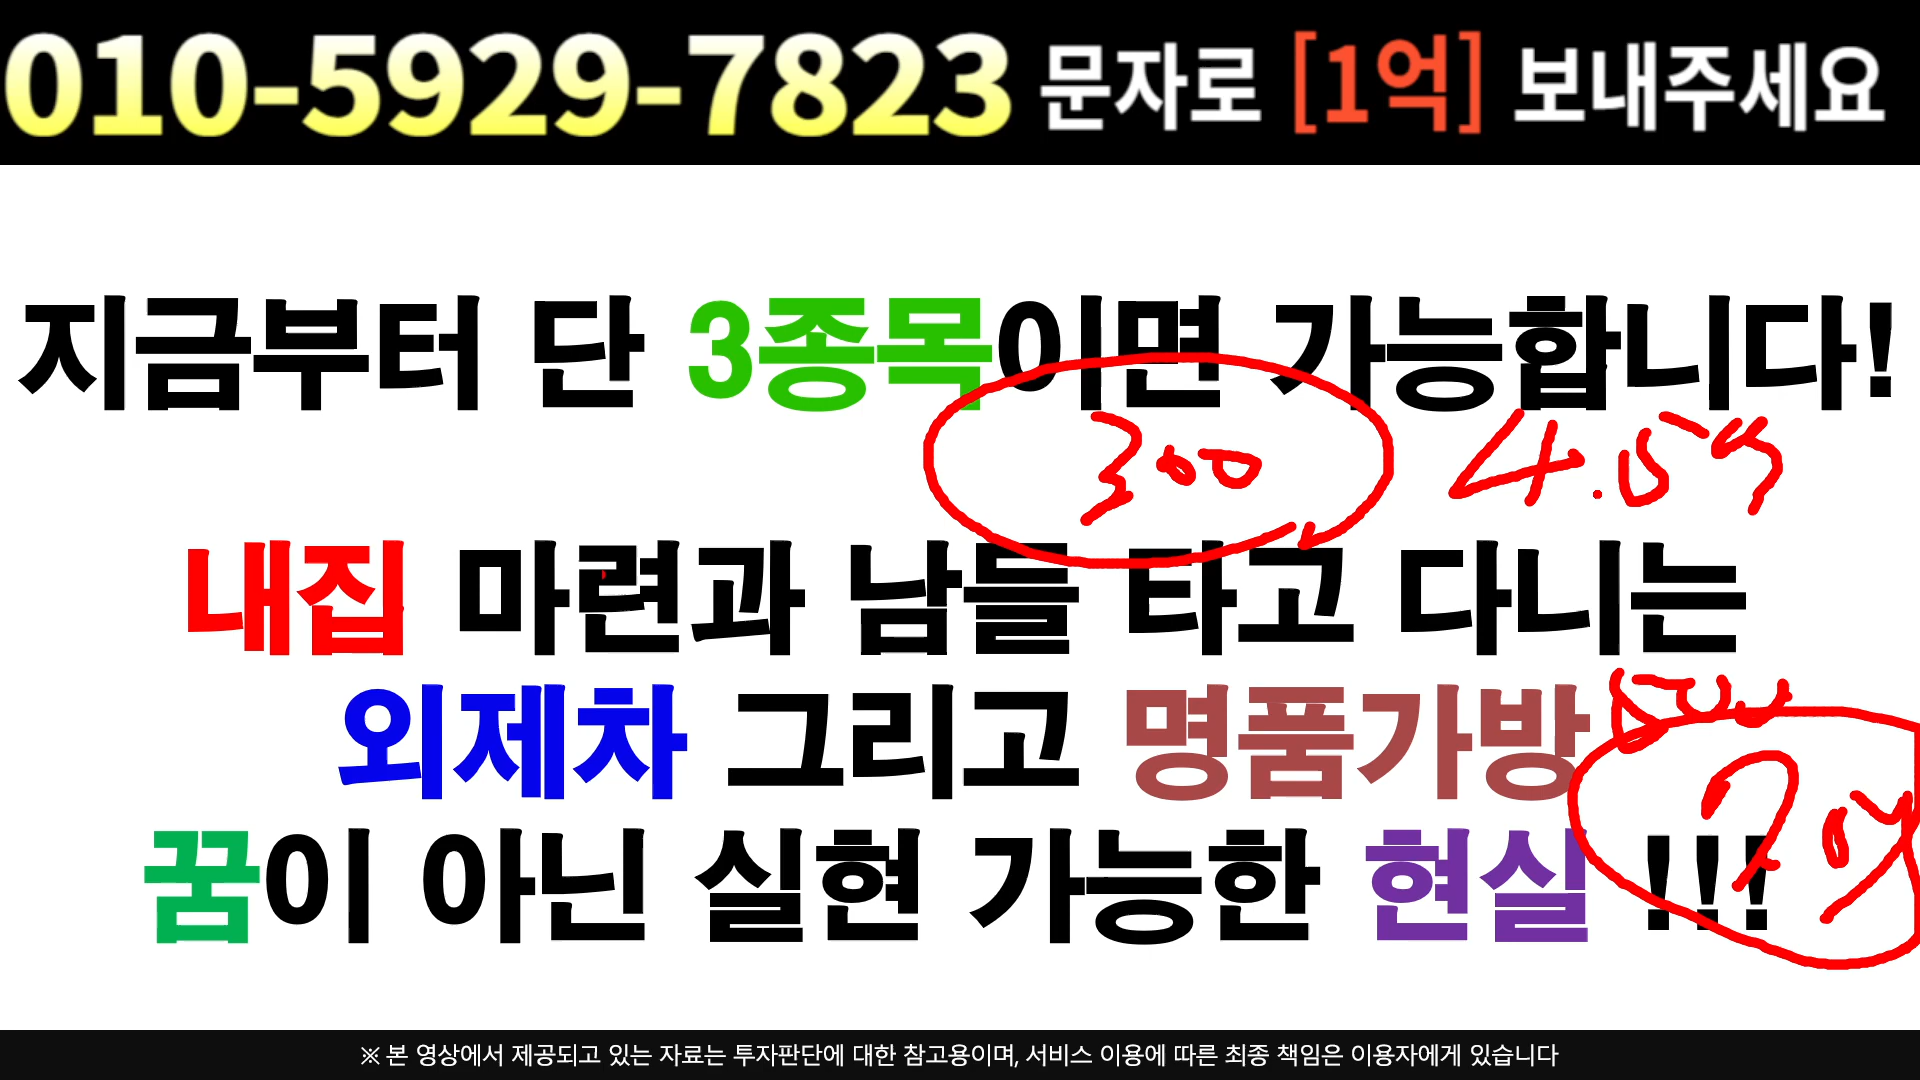 010-5929-7823 문자로 [1억] 보내주세요
지금부터 단 3종목이면 가능합니다!
300 4.5억
내집 마련과 남들 타고 다니는
외제차 그리고 명품가방
500
꿈이 아닌 실현 가능한 현실 !!!
※ 본 영상에서 제공되고 있는 자료는 투자판단에 대한 참고용이며, 서비스 이용에 따른 최종 책임은 이용자에게 있습니다